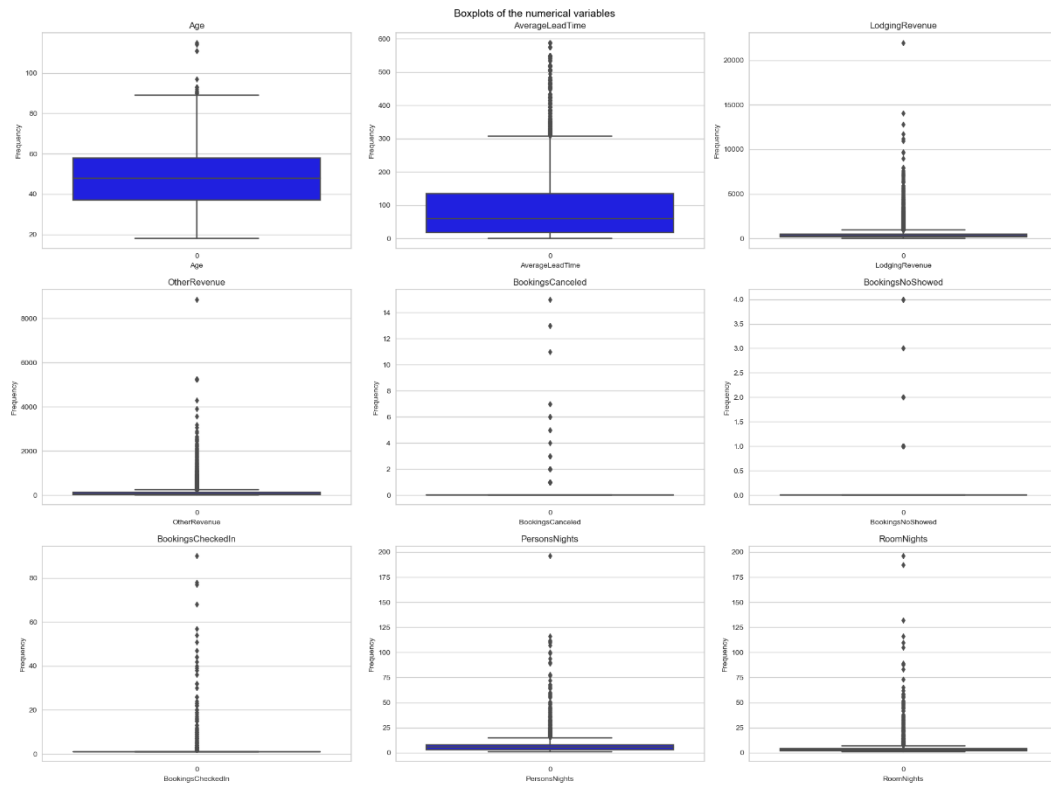 Boxplots of the numerical variables
Age
AverageLeadTime
LodgingRevenue
Frequency
100
80
60
40
20
0
Age
Frequency
600
500
400
300
200
100
0
0
AverageLeadTime
Frequency
20000
15000
10000
5000
0
0
LodgingRevenue
OtherRevenue
BookingsCanceled
BookingsNoShowed
Frequency
8000
6000
4000
2000
0
0
OtherRevenue
Frequency
14
12
10
8
6
4
2
0
0
BookingsCanceled
Frequency
4.0
3.5
3.0
2.5
2.0
1.5
1.0
0.5
0.0
0
BookingsNoShowed
BookingsCheckedIn
PersonsNights
RoomNights
Frequency
80
60
40
20
0
0
BookingsCheckedIn
Frequency
200
175
150
125
100
75
50
25
0
0
PersonsNights
Frequency
200
175
150
125
100
75
50
25
0
0
RoomNights